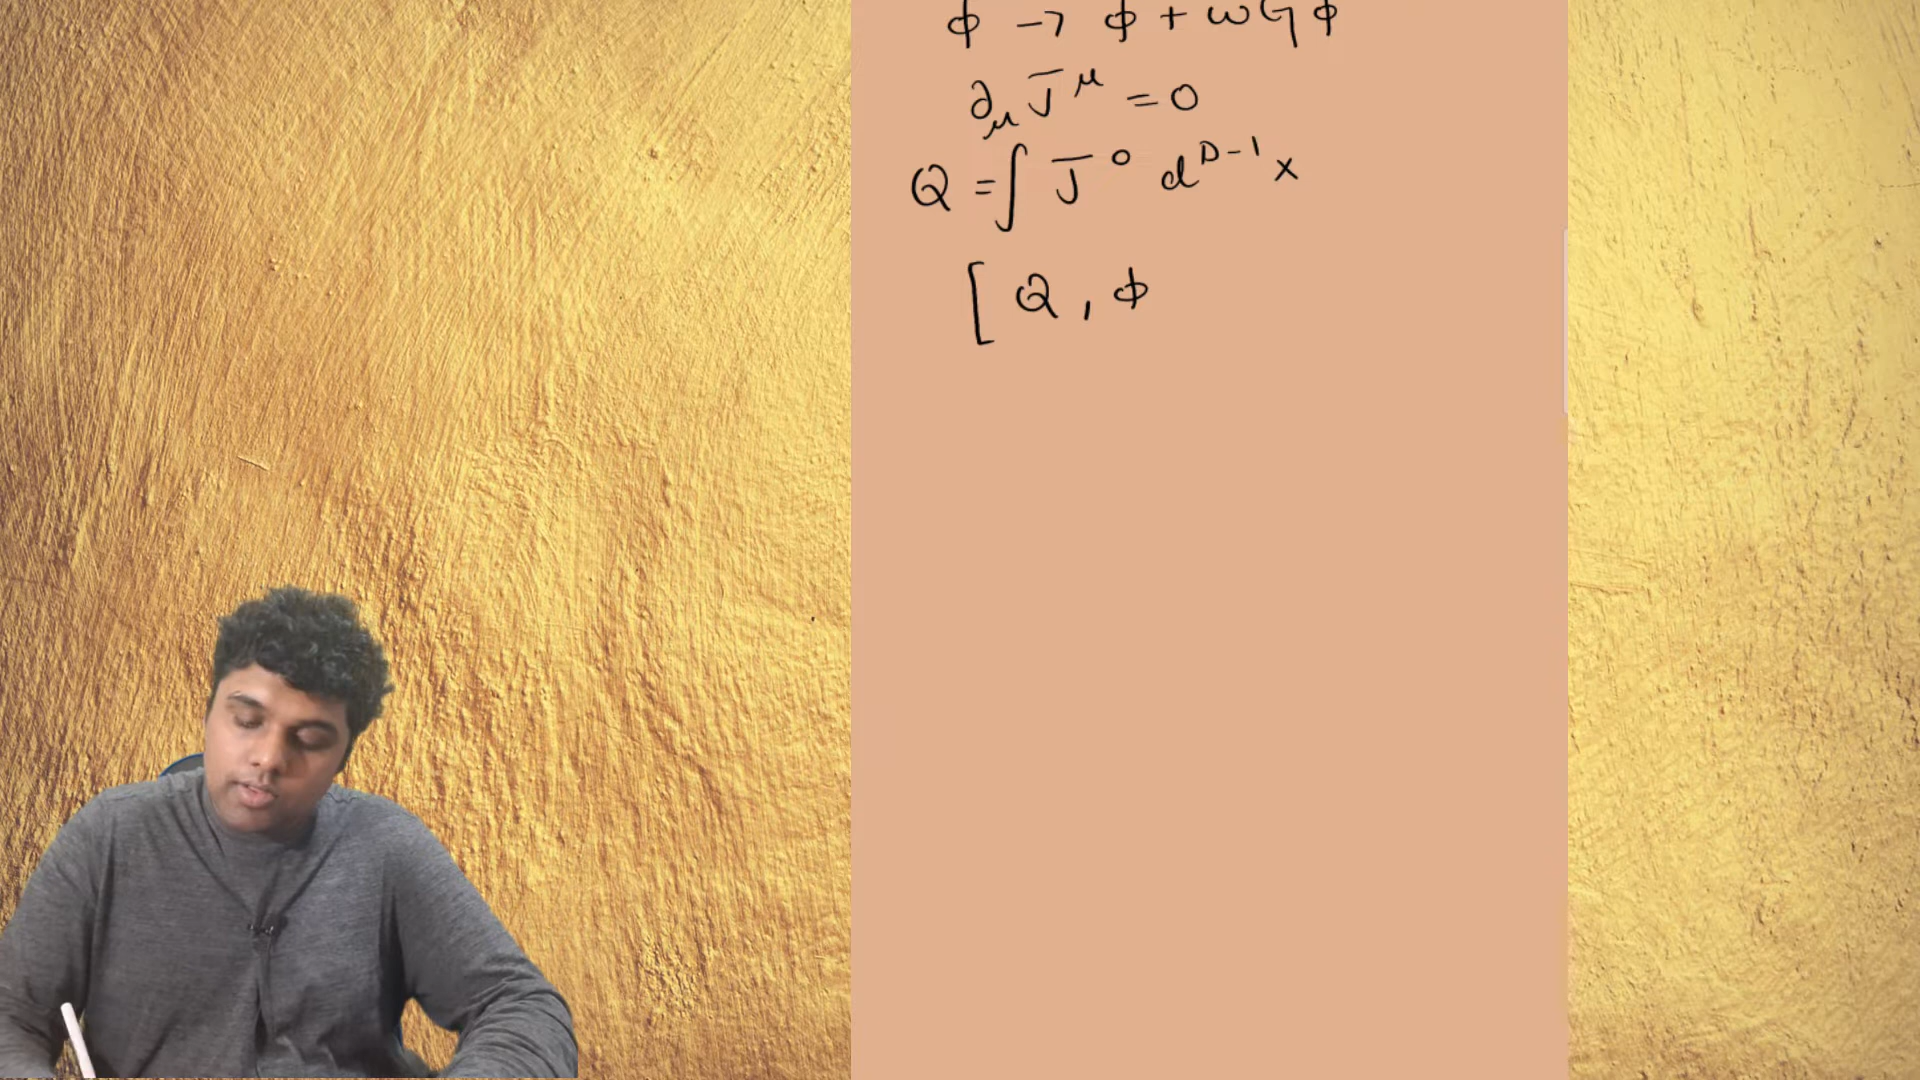 ϕ → ϕ + ωGϕ
∂_μ J^μ = 0
Q = ∫ J^0 d^{D-1} x
[ Q , ϕ